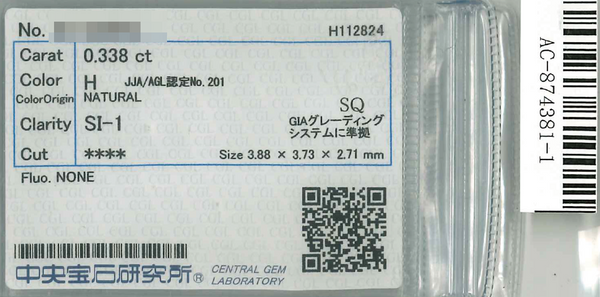 No.
H112824
Carat 0.338 ct
Color H JJA/AGL認定No.201
ColorOrigin NATURAL
SQ
Clarity SI-1
GIAグレーディング
システムに準拠
Cut ****
Size 3.88 × 3.73 × 2.71 mm
Fluo. NONE
中央宝石研究所® CENTRAL GEM
LABORATORY
AC-874381-1